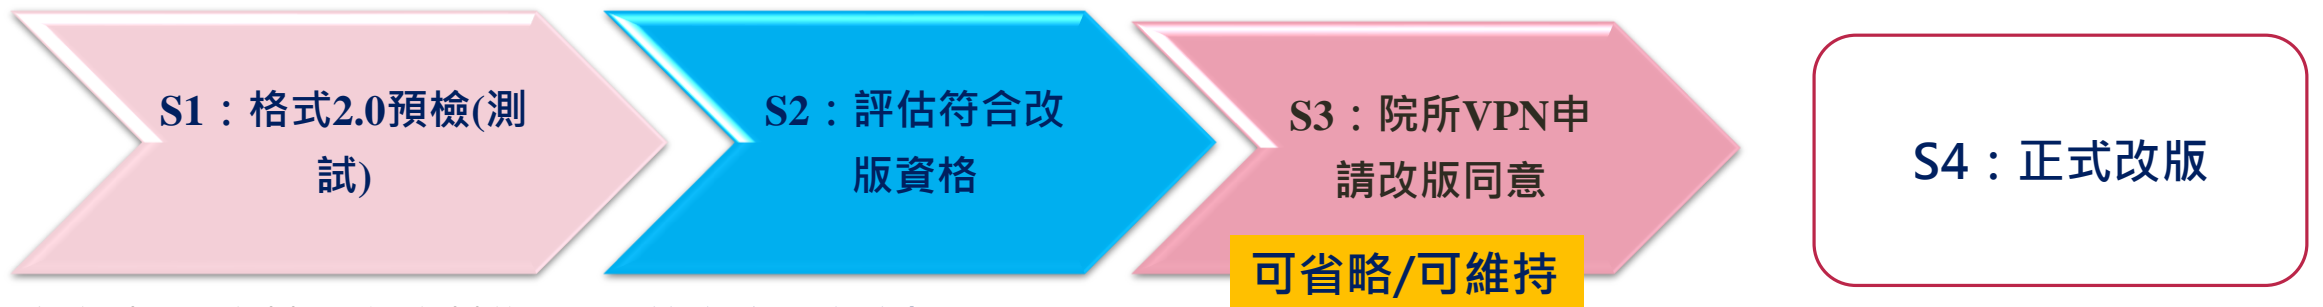 S1：格式2.0預檢(測
試)
S2：評估符合改
版資格
S3：院所VPN申
請改版同意
可省略/可維持
S4：正式改版